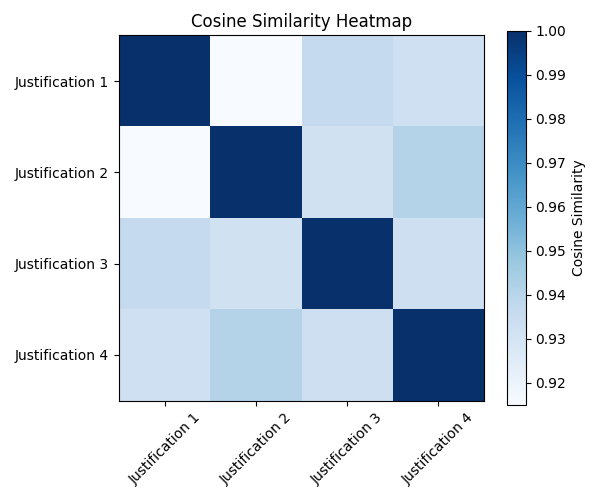 Cosine Similarity Heatmap
Justification 1
Justification 2
Justification 3
Justification 4
Justification 1
Justification 2
Justification 3
Justification 4
1.00
0.99
0.98
0.97
0.96
0.95
0.94
0.93
0.92
Cosine Similarity